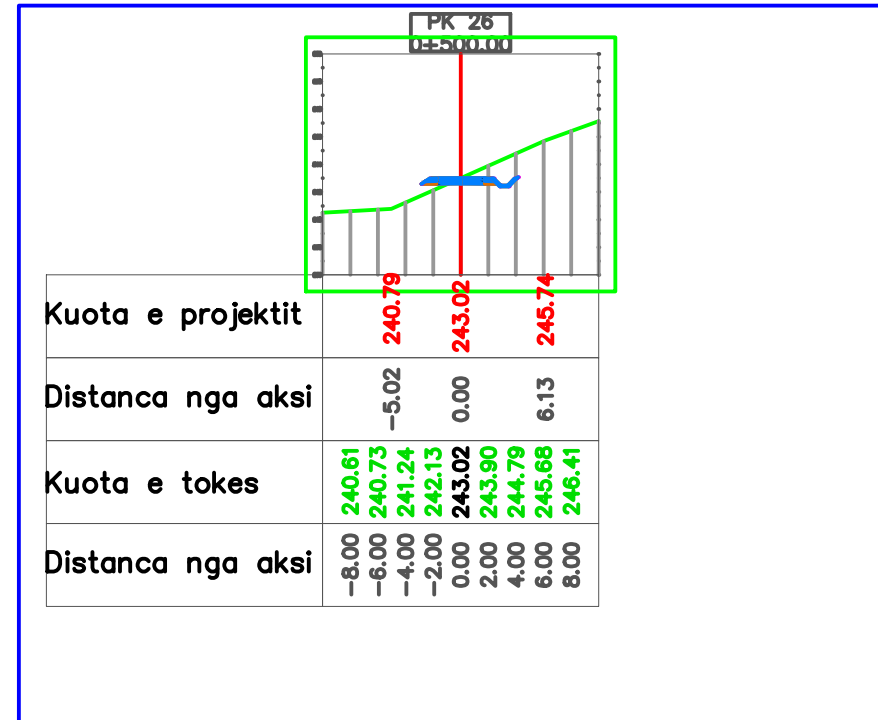 PK 26
0+500.00
Kuota e projektit 240.79 243.02 245.74
Distanca nga aksi -5.02 0.00 6.13
Kuota e tokes 240.61 240.73 241.24 242.13 243.02 243.90 244.79 245.68 246.41
Distanca nga aksi -8.00 -6.00 -4.00 -2.00 0.00 2.00 4.00 6.00 8.00